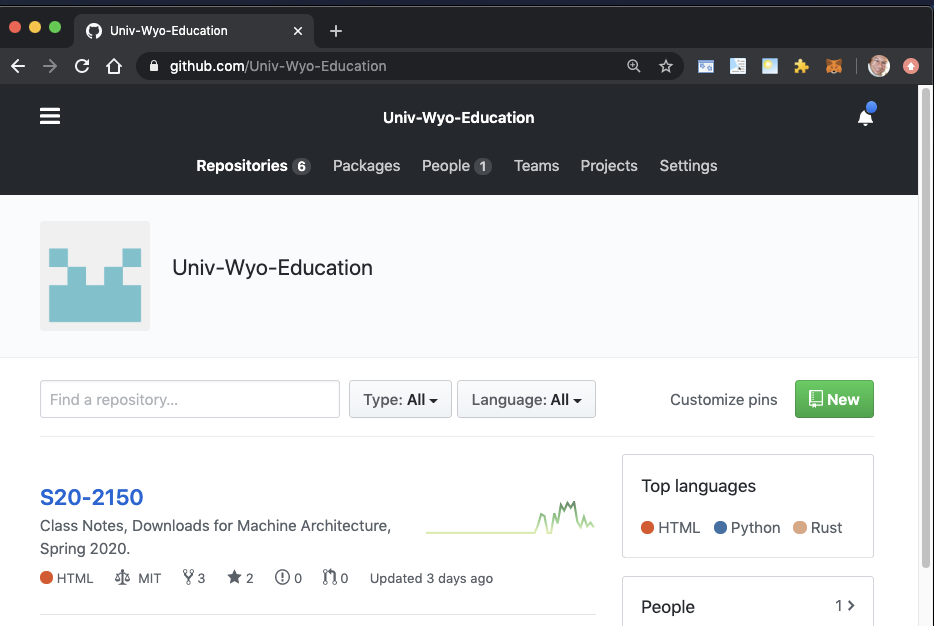 Univ-Wyo-Education
github.com/Univ-Wyo-Education
Univ-Wyo-Education
Repositories 6 Packages People 1 Teams Projects Settings
Univ-Wyo-Education
Find a repository... Type: All Language: All Customize pins New
S20-2150
Class Notes, Downloads for Machine Architecture,
Spring 2020.
HTML MIT 3 2 0 0 Updated 3 days ago
Top languages
HTML Python Rust
People 1